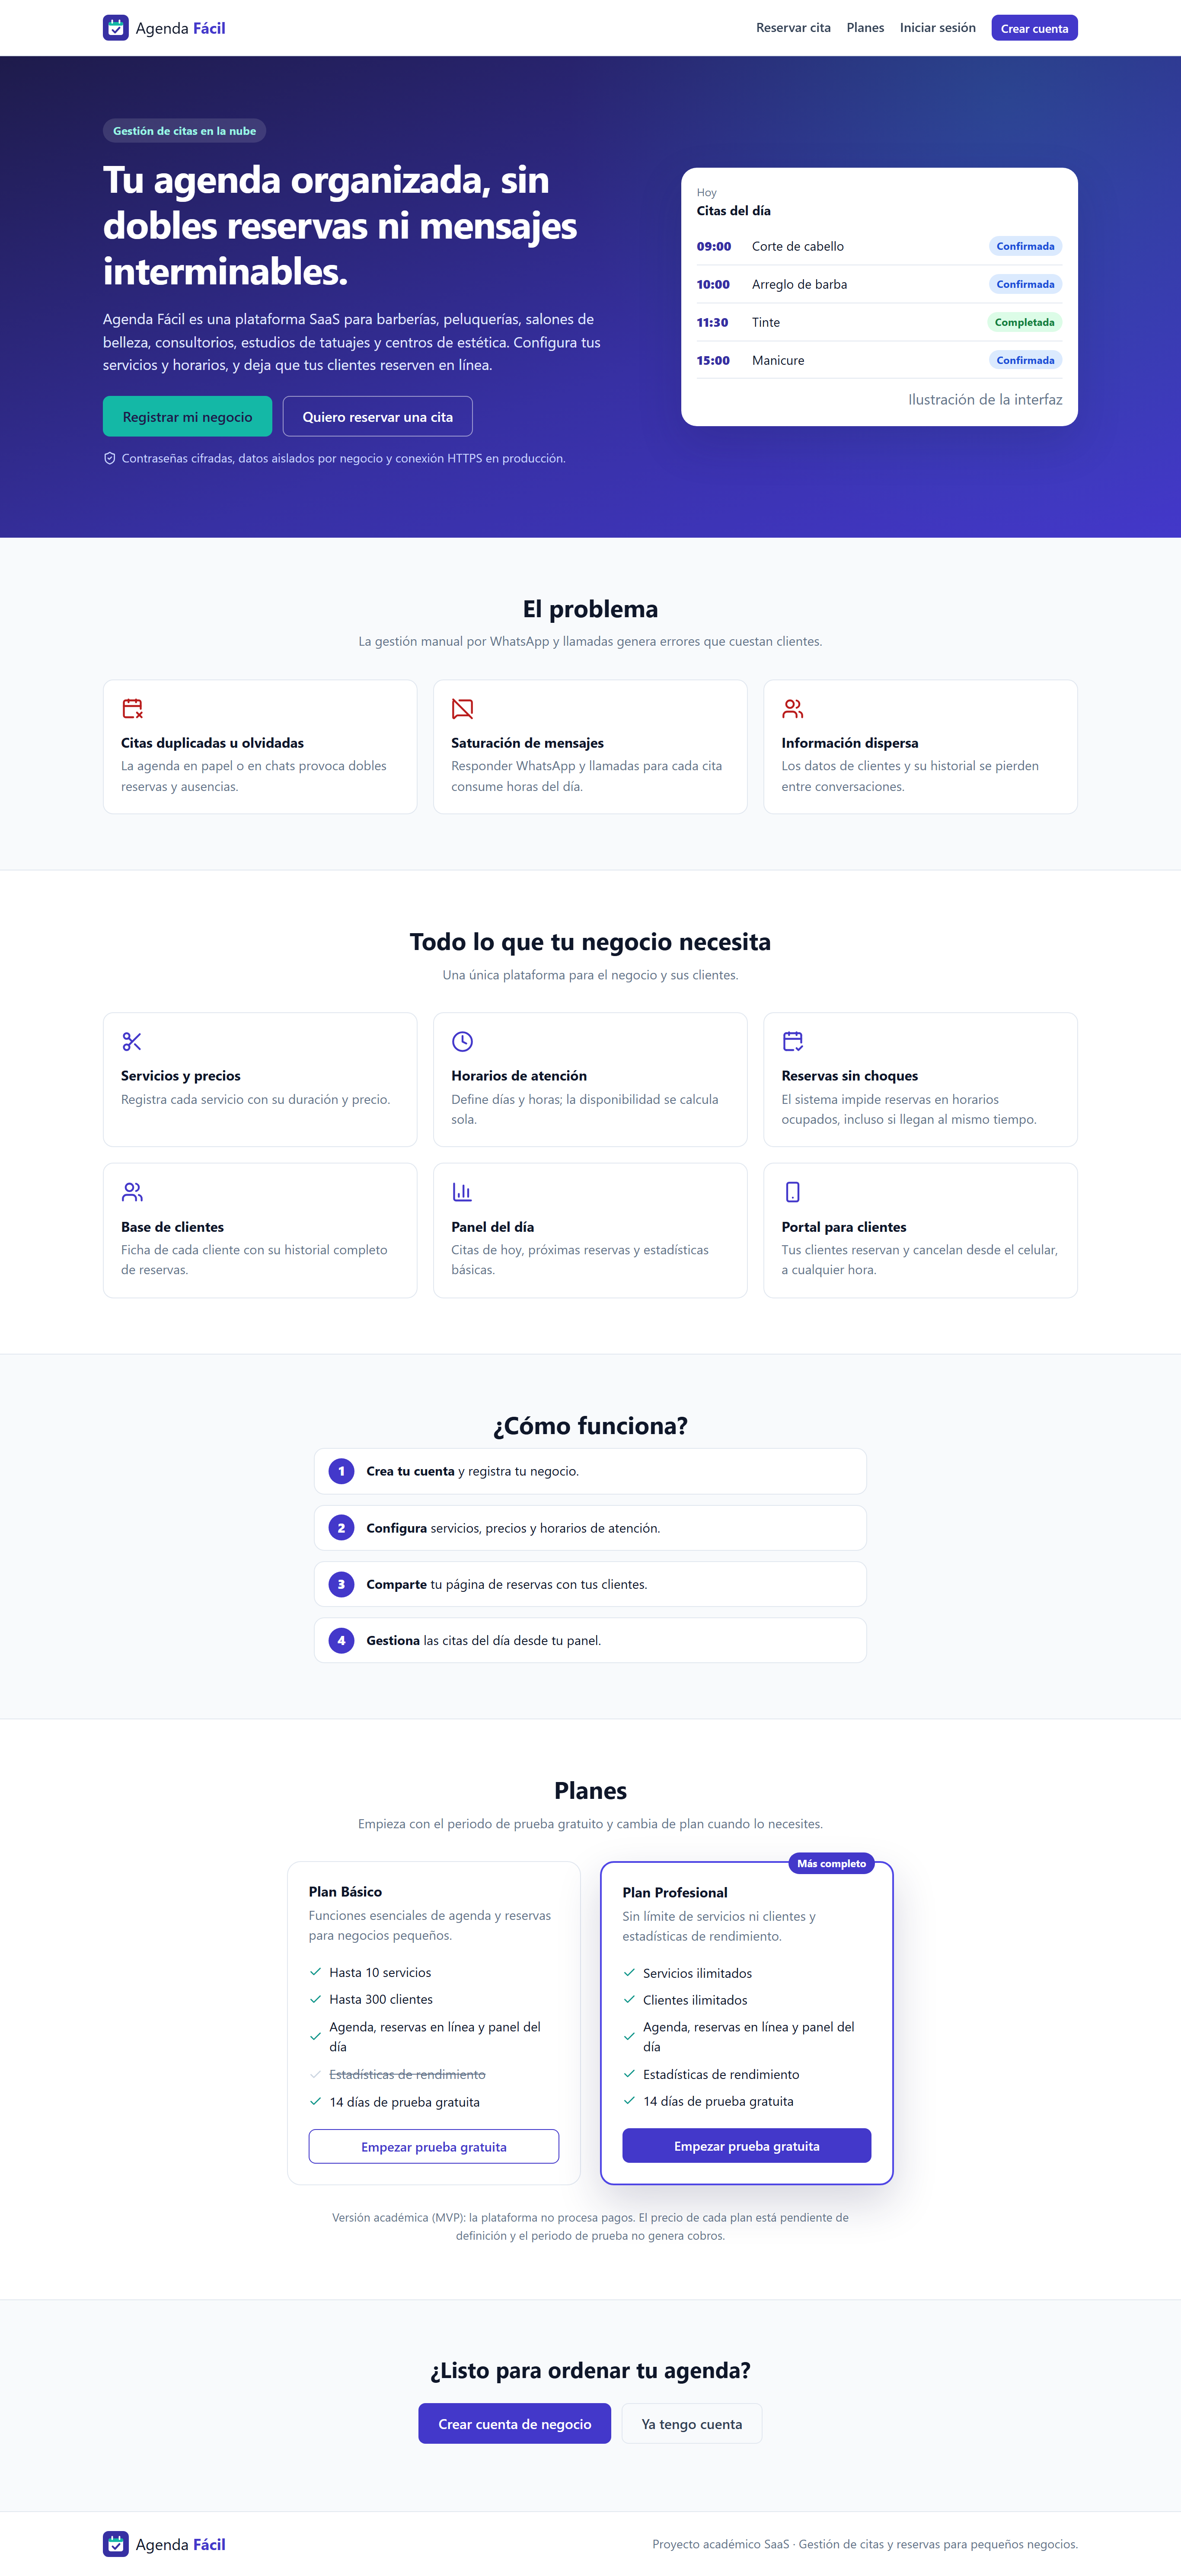 Agenda Fácil
Reservar cita
Planes
Iniciar sesión
Crear cuenta
Gestión de citas en la nube
Tu agenda organizada, sin
dobles reservas ni mensajes
interminables.
Agenda Fácil es una plataforma SaaS para barberías, peluquerías, salones de
belleza, consultorios, estudios de tatuajes y centros de estética. Configura tus
servicios y horarios, y deja que tus clientes reserven en línea.
Registrar mi negocio
Quiero reservar una cita
Contraseñas cifradas, datos aislados por negocio y conexión HTTPS en producción.
Hoy
Citas del día
09:00 Corte de cabello Confirmada
10:00 Arreglo de barba Confirmada
11:30 Tinte Completada
15:00 Manicure Confirmada
Ilustración de la interfaz
El problema
La gestión manual por WhatsApp y llamadas genera errores que cuestan clientes.
Citas duplicadas u olvidadas
La agenda en papel o en chats provoca dobles
reservas y ausencias.
Saturación de mensajes
Responder WhatsApp y llamadas para cada cita
consume horas del día.
Información dispersa
Los datos de clientes y su historial se pierden
entre conversaciones.
Todo lo que tu negocio necesita
Una única plataforma para el negocio y sus clientes.
Servicios y precios
Registra cada servicio con su duración y precio.
Horarios de atención
Define días y horas; la disponibilidad se calcula
sola.
Reservas sin choques
El sistema impide reservas en horarios
ocupados, incluso si llegan al mismo tiempo.
Base de clientes
Ficha de cada cliente con su historial completo
de reservas.
Panel del día
Citas de hoy, próximas reservas y estadísticas
básicas.
Portal para clientes
Tus clientes reservan y cancelan desde el celular,
a cualquier hora.
¿Cómo funciona?
1 Crea tu cuenta y registra tu negocio.
2 Configura servicios, precios y horarios de atención.
3 Comparte tu página de reservas con tus clientes.
4 Gestiona las citas del día desde tu panel.
Planes
Empieza con el periodo de prueba gratuito y cambia de plan cuando lo necesites.
Plan Básico
Funciones esenciales de agenda y reservas
para negocios pequeños.
Hasta 10 servicios
Hasta 300 clientes
Agenda, reservas en línea y panel del
día
Estadísticas de rendimiento
14 días de prueba gratuita
Empezar prueba gratuita
Más completo
Plan Profesional
Sin límite de servicios ni clientes y
estadísticas de rendimiento.
Servicios ilimitados
Clientes ilimitados
Agenda, reservas en línea y panel del
día
Estadísticas de rendimiento
14 días de prueba gratuita
Empezar prueba gratuita
Versión académica (MVP): la plataforma no procesa pagos. El precio de cada plan está pendiente de
definición y el periodo de prueba no genera cobros.
¿Listo para ordenar tu agenda?
Crear cuenta de negocio
Ya tengo cuenta
Agenda Fácil
Proyecto académico SaaS · Gestión de citas y reservas para pequeños negocios.